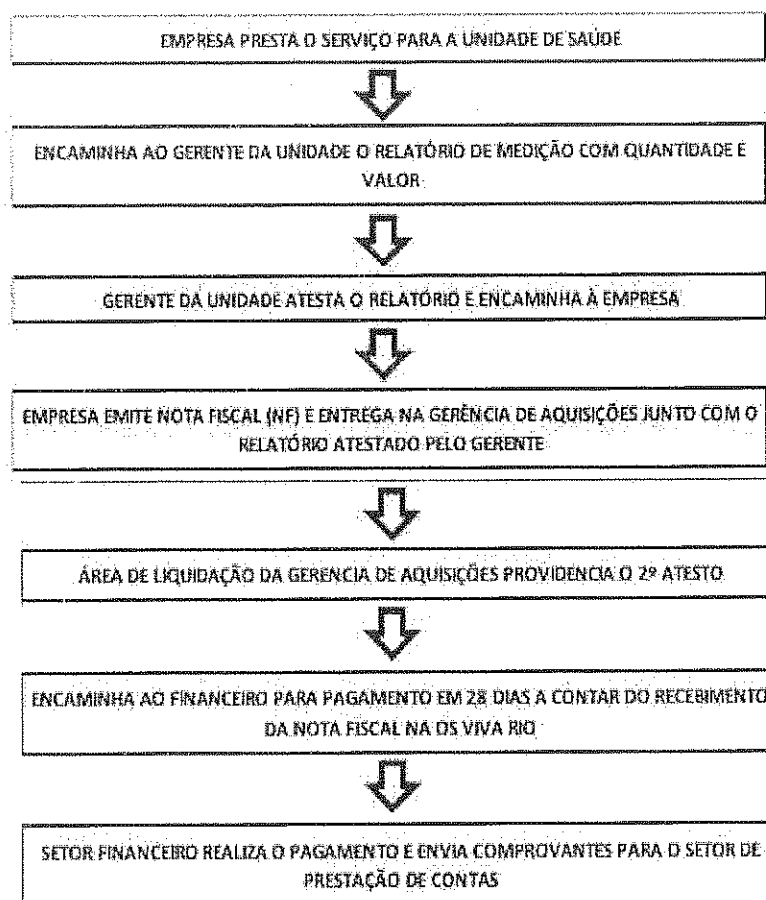 EMPRESA PRESTA O SERVIÇO PARA A UNIDADE DE SAÚDE
ENCAMINHA AO GERENTE DA UNIDADE O RELATÓRIO DE MEDIÇÃO COM QUANTIDADE E
VALOR
GERENTE DA UNIDADE ATESTA O RELATÓRIO E ENCAMINHA À EMPRESA
EMPRESA EMITE NOTA FISCAL (NF) E ENTREGA NA GERÊNCIA DE AQUISIÇÕES JUNTO COM O
RELATÓRIO ATESTADO PELO GERENTE
ÁREA DE LIQUIDAÇÃO DA GERENCIA DE AQUISIÇÕES PROVIDENCIA O 2º ATESTO
ENCAMINHA AO FINANCEIRO PARA PAGAMENTO EM 28 DIAS A CONTAR DO RECEBIMENTO
DA NOTA FISCAL NA OS VIVA RIO
SETOR FINANCEIRO REALIZA O PAGAMENTO E ENVIA COMPROVANTES PARA O SETOR DE
PRESTAÇÃO DE CONTAS